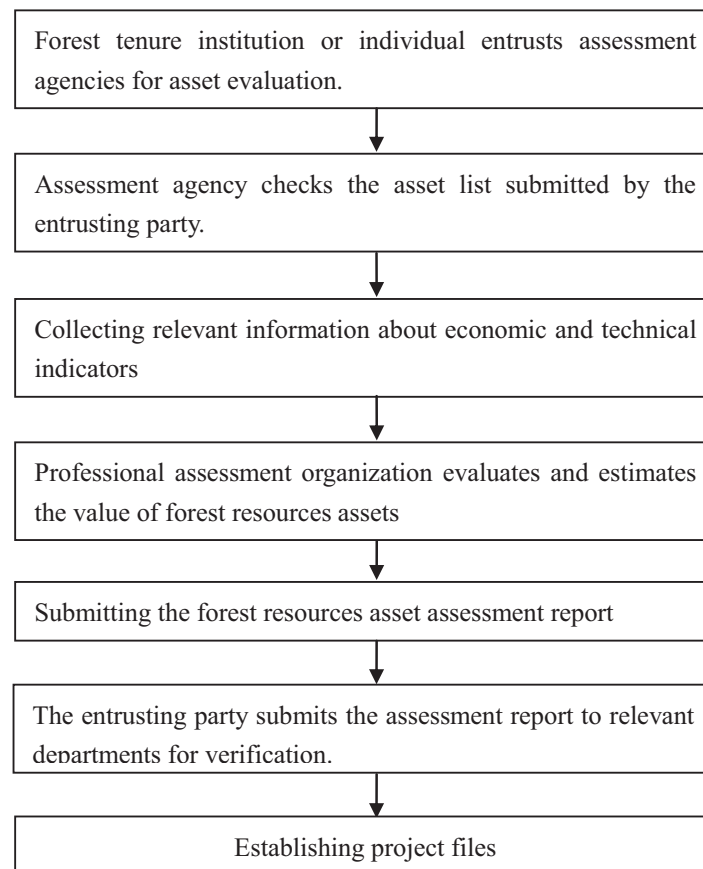 Forest tenure institution or individual entrusts assessment
agencies for asset evaluation.
Assessment agency checks the asset list submitted by the
entrusting party.
Collecting relevant information about economic and technical
indicators
Professional assessment organization evaluates and estimates
the value of forest resources assets
Submitting the forest resources asset assessment report
The entrusting party submits the assessment report to relevant
departments for verification.
Establishing project files